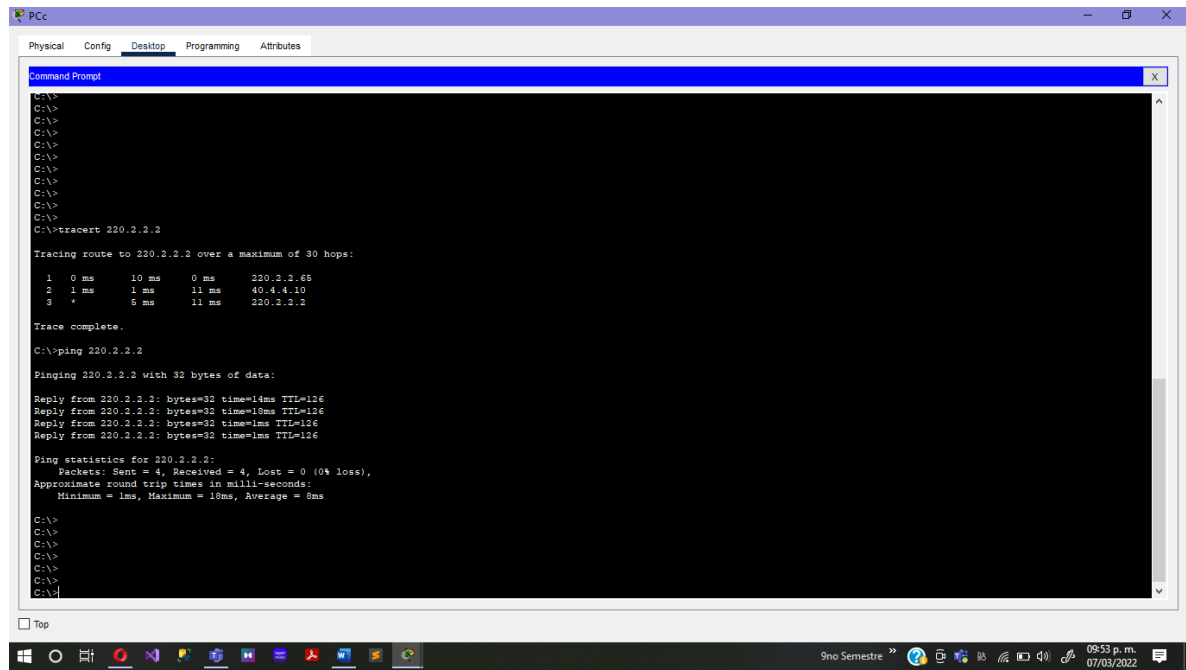 PCc
Physical Config Desktop Programming Attributes
Command Prompt
X
C:\>
C:\>
C:\>
C:\>
C:\>
C:\>
C:\>
C:\>
C:\>
C:\>
C:\>
C:\>tracert 220.2.2.2
Tracing route to 220.2.2.2 over a maximum of 30 hops:
1 0 ms 10 ms 0 ms 220.2.2.65
2 1 ms 1 ms 11 ms 40.4.4.10
3 * 5 ms 11 ms 220.2.2.2
Trace complete.
C:\>ping 220.2.2.2
Pinging 220.2.2.2 with 32 bytes of data:
Reply from 220.2.2.2: bytes=32 time=14ms TTL=126
Reply from 220.2.2.2: bytes=32 time=18ms TTL=126
Reply from 220.2.2.2: bytes=32 time=1ms TTL=126
Reply from 220.2.2.2: bytes=32 time=1ms TTL=126
Ping statistics for 220.2.2.2:
Packets: Sent = 4, Received = 4, Lost = 0 (0% loss),
Approximate round trip times in milli-seconds:
Minimum = 1ms, Maximum = 18ms, Average = 8ms
C:\>
C:\>
C:\>
C:\>
C:\>
C:\>
C:\>
Top
9no Semestre
09:53 p. m.
07/03/2022